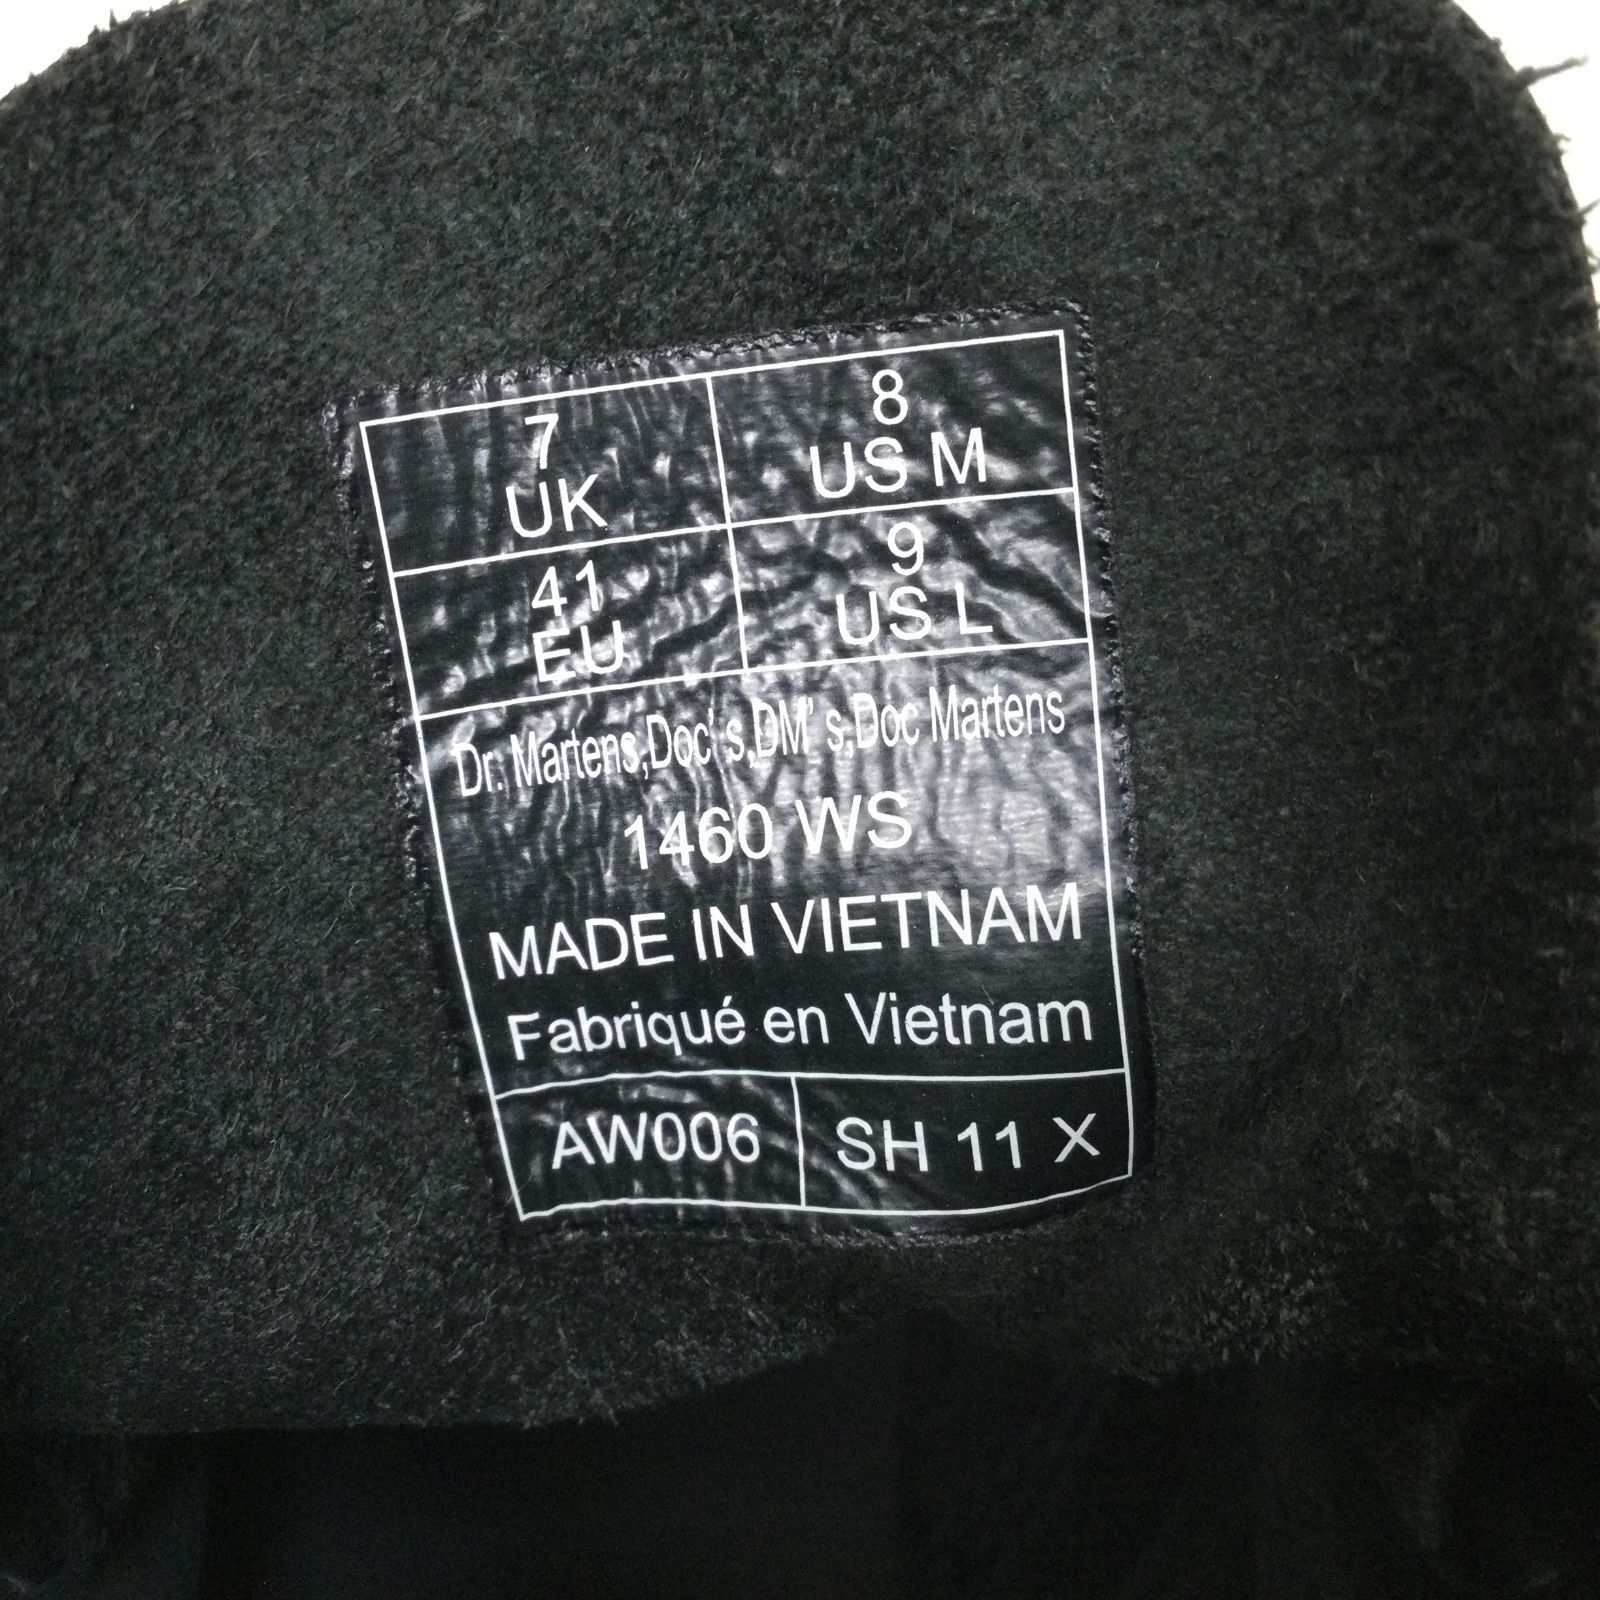 7 8
UK US M
41 9
EU US L
Dr. Martens,Doc's,DM's,Doc Martens
1460 WS
MADE IN VIETNAM
Fabriqué en Vietnam
AW006 SH 11 X